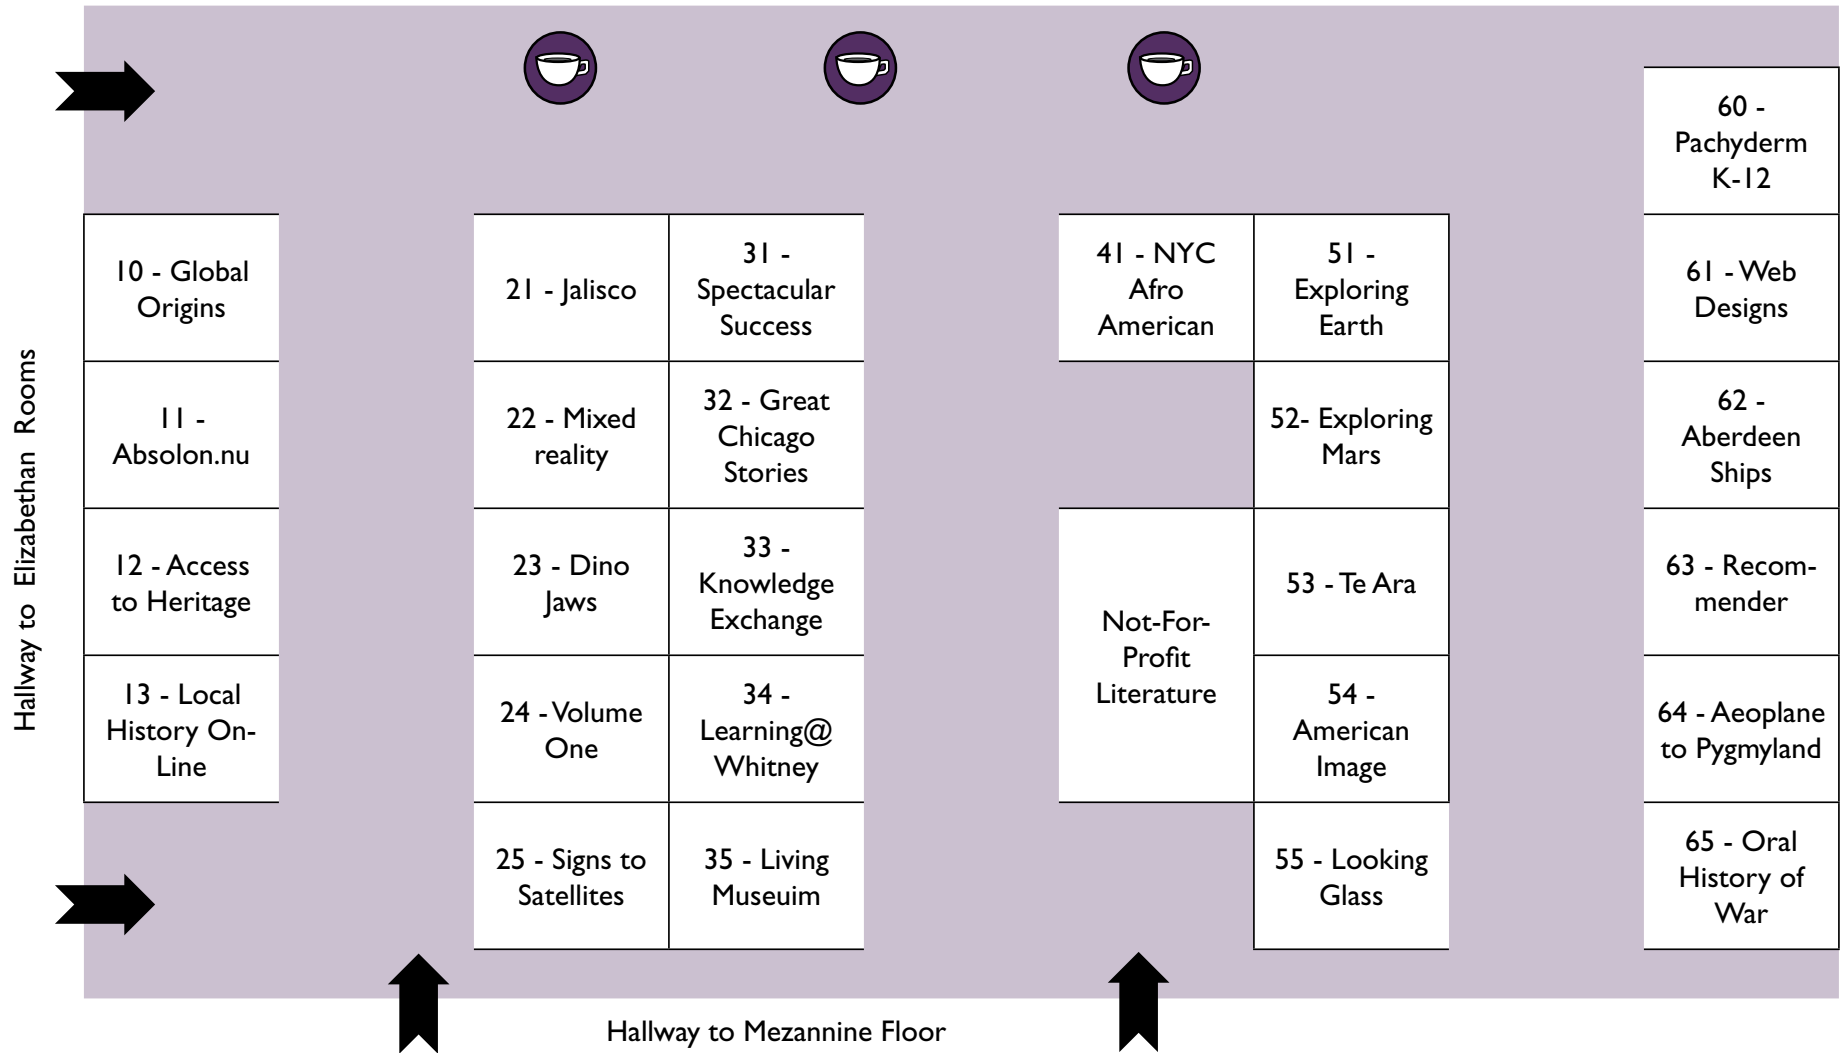 60 -
Pachyderm
K-12
10 - Global
Origins
21 - Jalisco
31 -
Spectacular
Success
41 - NYC
Afro
American
51 -
Exploring
Earth
61 - Web
Designs
11 -
Absolon.nu
22 - Mixed
reality
32 - Great
Chicago
Stories
52- Exploring
Mars
62 -
Aberdeen
Ships
12 - Access
to Heritage
23 - Dino
Jaws
33 -
Knowledge
Exchange
Not-For-
Profit
Literature
53 - Te Ara
63 - Recom-
mender
13 - Local
History On-
Line
24 - Volume
One
34 -
Learning@
Whitney
54 -
American
Image
64 - Aeoplane
to Pygmyland
25 - Signs to
Satellites
35 - Living
Museuim
55 - Looking
Glass
65 - Oral
History of
War
Hallway to Elizabethan Rooms
Hallway to Mezannine Floor